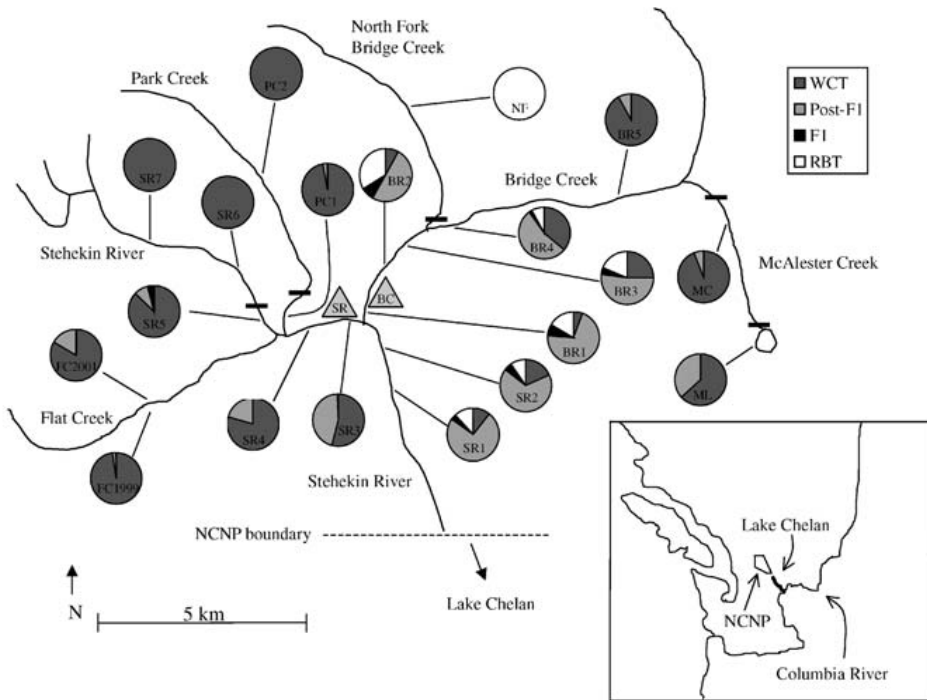 North Fork
Bridge Creek
Park Creek
PC2
NF
WCT
Post-F1
F1
RBT
BR5
SR7
SR6
PC1
BR2
Bridge Creek
BR4
Stehekin River
McAlester Creek
BR3
MC
SR
BC
SR5
BR1
FC2001
SR2
ML
Flat Creek
SR4
SR3
SR1
FC1999
Stehekin River
NCNP boundary
Lake Chelan
N
5 km
Lake Chelan
NCNP
Columbia River